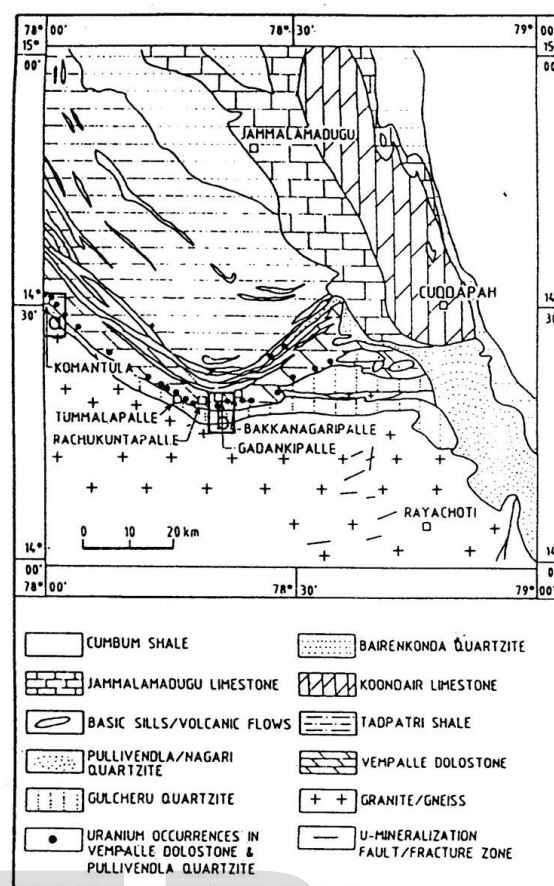 78° 00'
78°-30'
79° 00'
15° 00'
15° 00'
JAMMALAMADUGU
CUDDAPAH
14° 30'
14° 30'
KOMANTULA
TUMMALAPALLE
RACHUKUNTAPALLE
BAKKANAGARIPALLE
GADANKIPALLE
RAYACHOTI
0 10 20 km
14° 00'
14° 00'
78° 00'
78° 30'
79° 00'
CUMBUM SHALE
BAIRENKONDA QUARTZITE
JAMMALAMADUGU LIMESTONE
KOONDAIR LIMESTONE
BASIC SILLS/VOLCANIC FLOWS
TADPATRI SHALE
PULLIVENDLA/NAGARI
QUARTZITE
VEMPALLE DOLOSTONE
GULCHERU QUARTZITE
GRANITE/GNEISS
URANIUM OCCURRENCES IN
VEMPALLE DOLOSTONE &
PULLIVENDLA QUARTZITE
U-MINERALIZATION
FAULT/FRACTURE ZONE